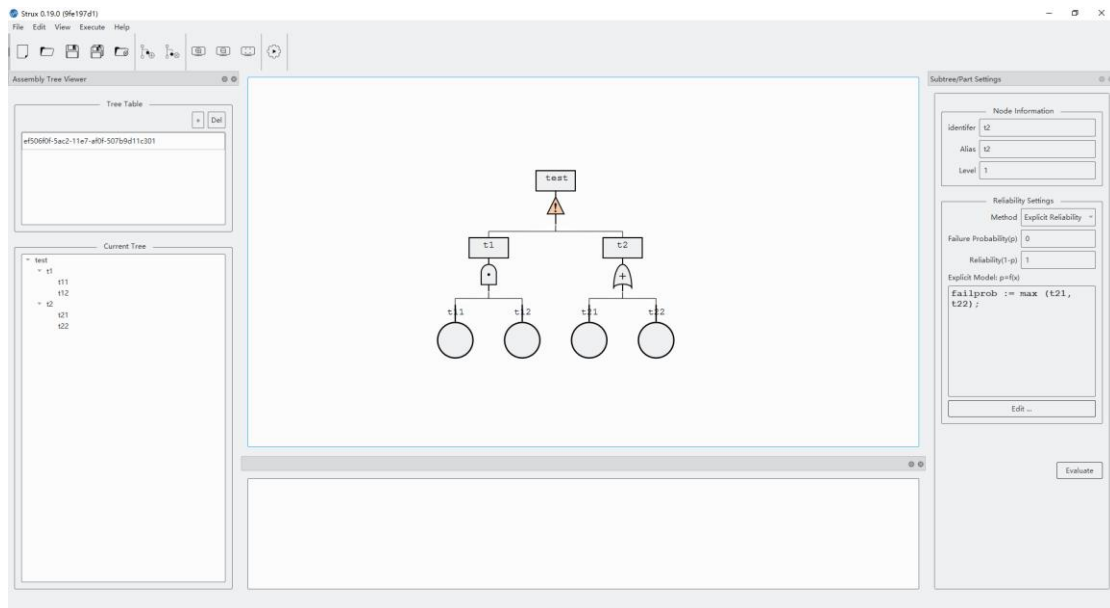 Strux 0.19.0 (9fe197d1)
File Edit View Execute Help
Assembly Tree Viewer
Tree Table
+ Del
ef506f0f-5ac2-11e7-af0f-507b9d11c301
Current Tree
test
t1
t11
t12
t2
t21
t22
test
t1 t2
t11 t12 t21 t22
Subtree/Part Settings
Node Information
identifer t2
Alias t2
Level 1
Reliability Settings
Method Explicit Reliability
Failure Probability(p) 0
Reliability(1-p) 1
Explicit Model: p=f(x)
failprob := max (t21,
t22);
Edit ...
Evaluate